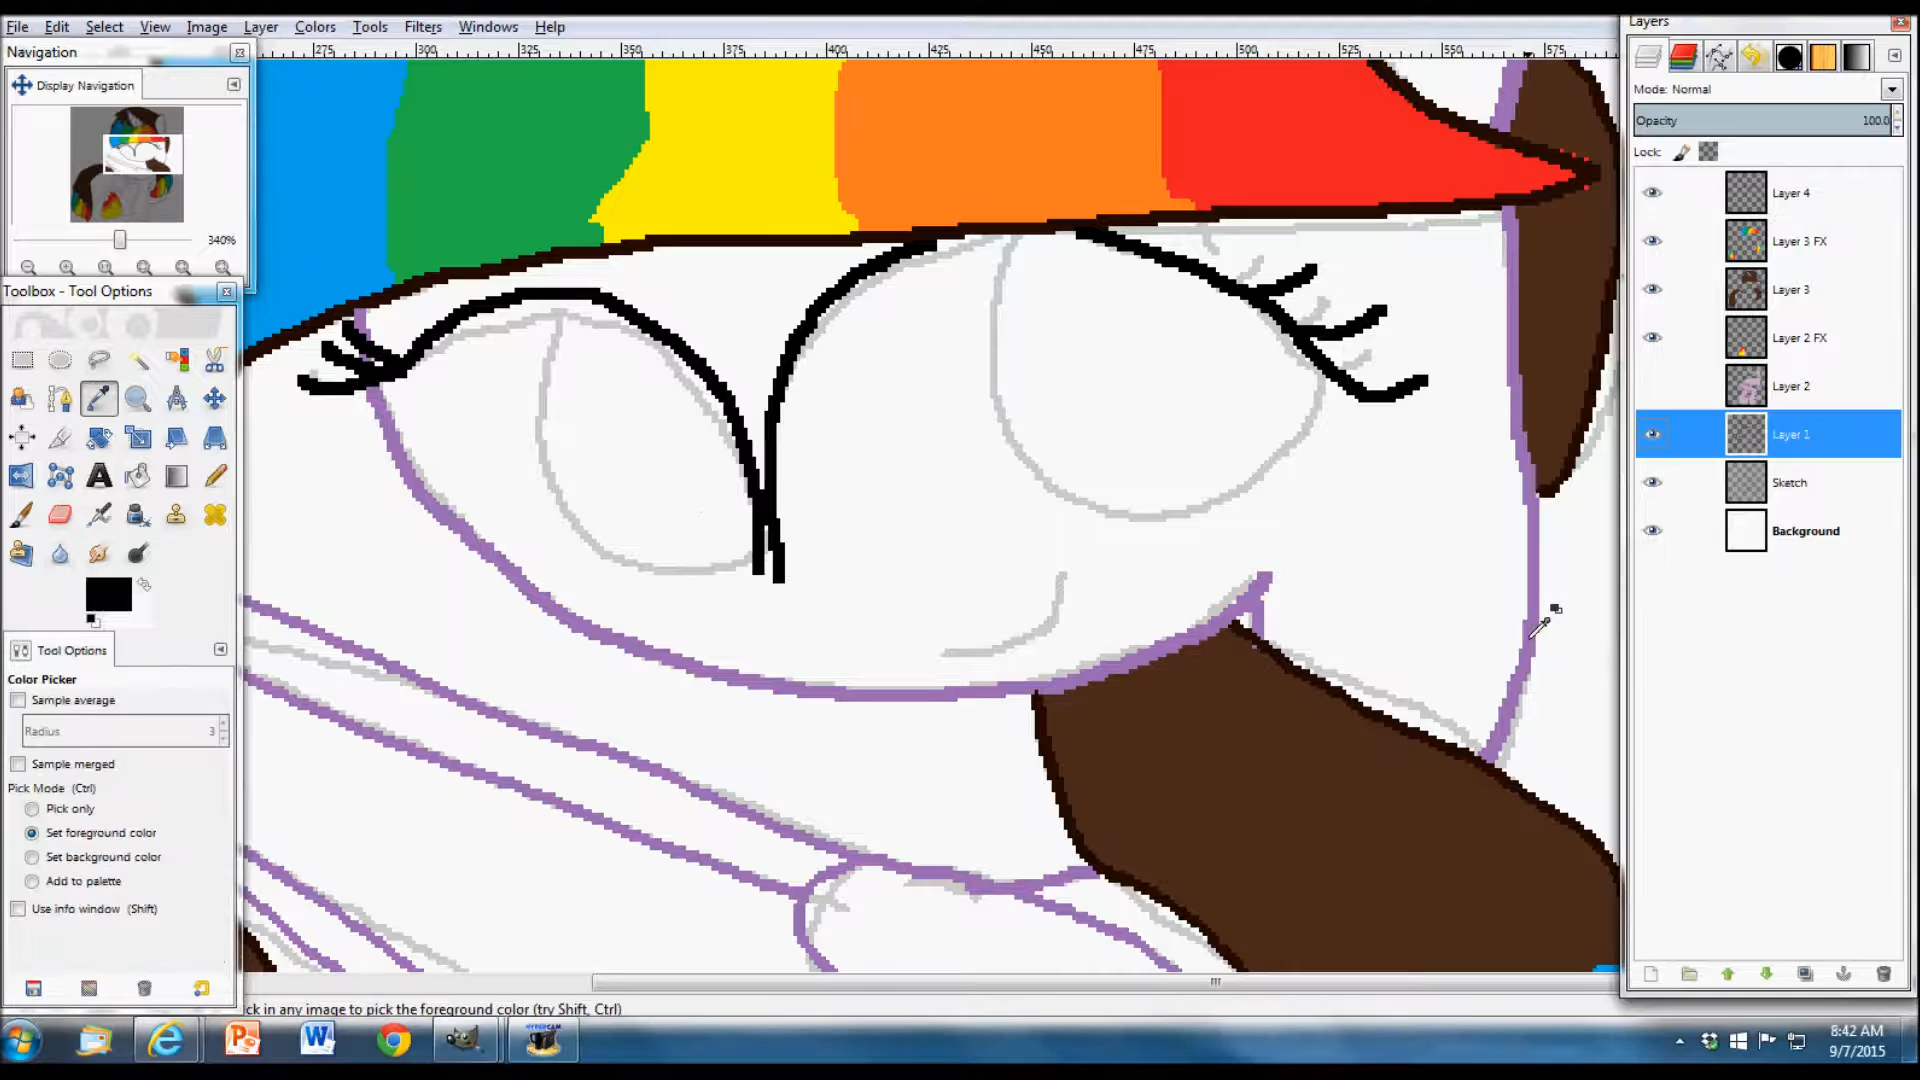 File Edit Select View Image Layer Colors Tools Filters Windows Help
Navigation
Display Navigation
340%
Toolbox - Tool Options
Tool Options
Color Picker
Sample average
Radius 3
Sample merged
Pick Mode (Ctrl)
Pick only
Set foreground color
Set background color
Add to palette
Use info window (Shift)
275 300 325 350 375 400 425 450 475 500 525 550 575
ck in any image to pick the foreground color (try Shift, Ctrl)
Layers
Mode: Normal
Opacity 100.0
Lock:
Layer 4
Layer 3 FX
Layer 3
Layer 2 FX
Layer 2
Layer 1
Sketch
Background
8:42 AM
9/7/2015